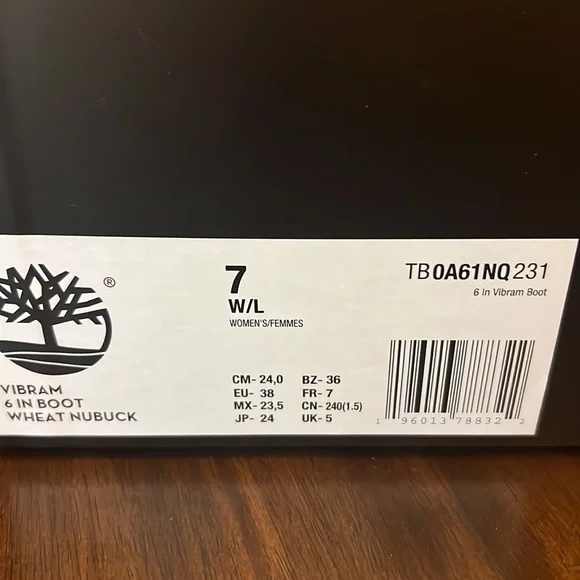 ®
VIBRAM
6 IN BOOT
WHEAT NUBUCK
7
W/L
WOMEN'S/FEMMES
CM- 24,0 BZ- 36
EU- 38 FR- 7
MX- 23,5 CN- 240(1.5)
JP- 24 UK- 5
TB0A61NQ231
6 In Vibram Boot
1 96013 78832 2